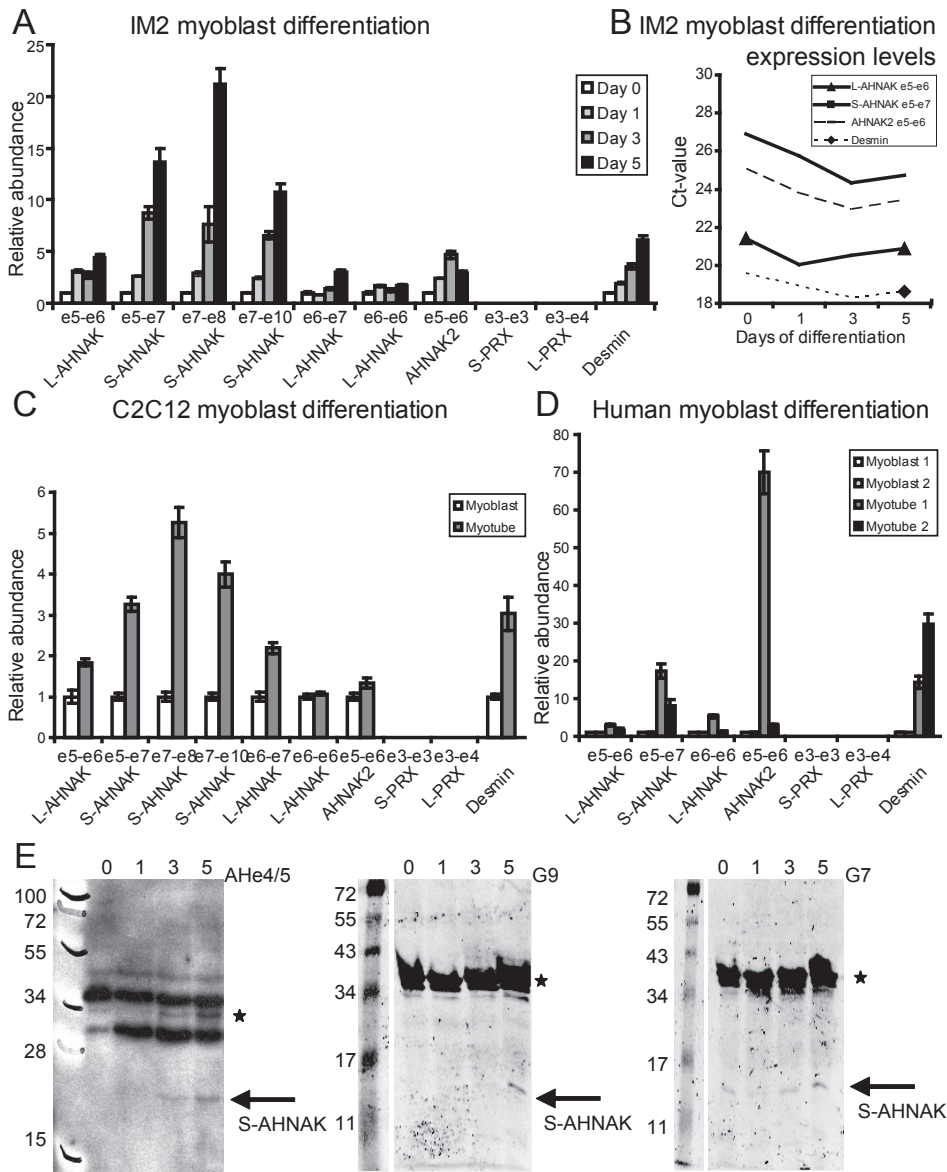 A IM2 myoblast differentiation
Relative abundance
25
20
15
10
5
0
Day 0
Day 1
Day 3
Day 5
e5-e6 e5-e7 e7-e8 e7-e10 e6-e7 e6-e6 e5-e6 e3-e3 e3-e4
L-AHNAK S-AHNAK S-AHNAK S-AHNAK L-AHNAK L-AHNAK AHNAK2 S-PRX L-PRX Desmin
B IM2 myoblast differentiation
expression levels
Ct-value
30
28
26
24
22
20
18
L-AHNAK e5-e6
S-AHNAK e5-e7
AHNAK2 e5-e6
Desmin
0 1 3 5
Days of differentiation
C C2C12 myoblast differentiation
Relative abundance
6
5
4
3
2
1
0
Myoblast
Myotube
e5-e6 e5-e7 e7-e8 e7-e10 e6-e7 e6-e6 e5-e6 e3-e3 e3-e4
L-AHNAK S-AHNAK S-AHNAK S-AHNAK L-AHNAK L-AHNAK AHNAK2 S-PRX L-PRX Desmin
D Human myoblast differentiation
Relative abundance
80
70
60
50
40
30
20
10
0
Myoblast 1
Myoblast 2
Myotube 1
Myotube 2
e5-e6 e5-e7 e6-e6 e5-e6 e3-e3 e3-e4
L-AHNAK S-AHNAK L-AHNAK AHNAK2 S-PRX L-PRX Desmin
E
0 1 3 5 AHe4/5
100
72
55
34
28
15
S-AHNAK
0 1 3 5 G9
72
55
43
34
17
11
S-AHNAK
0 1 3 5 G7
72
55
43
34
17
11
S-AHNAK